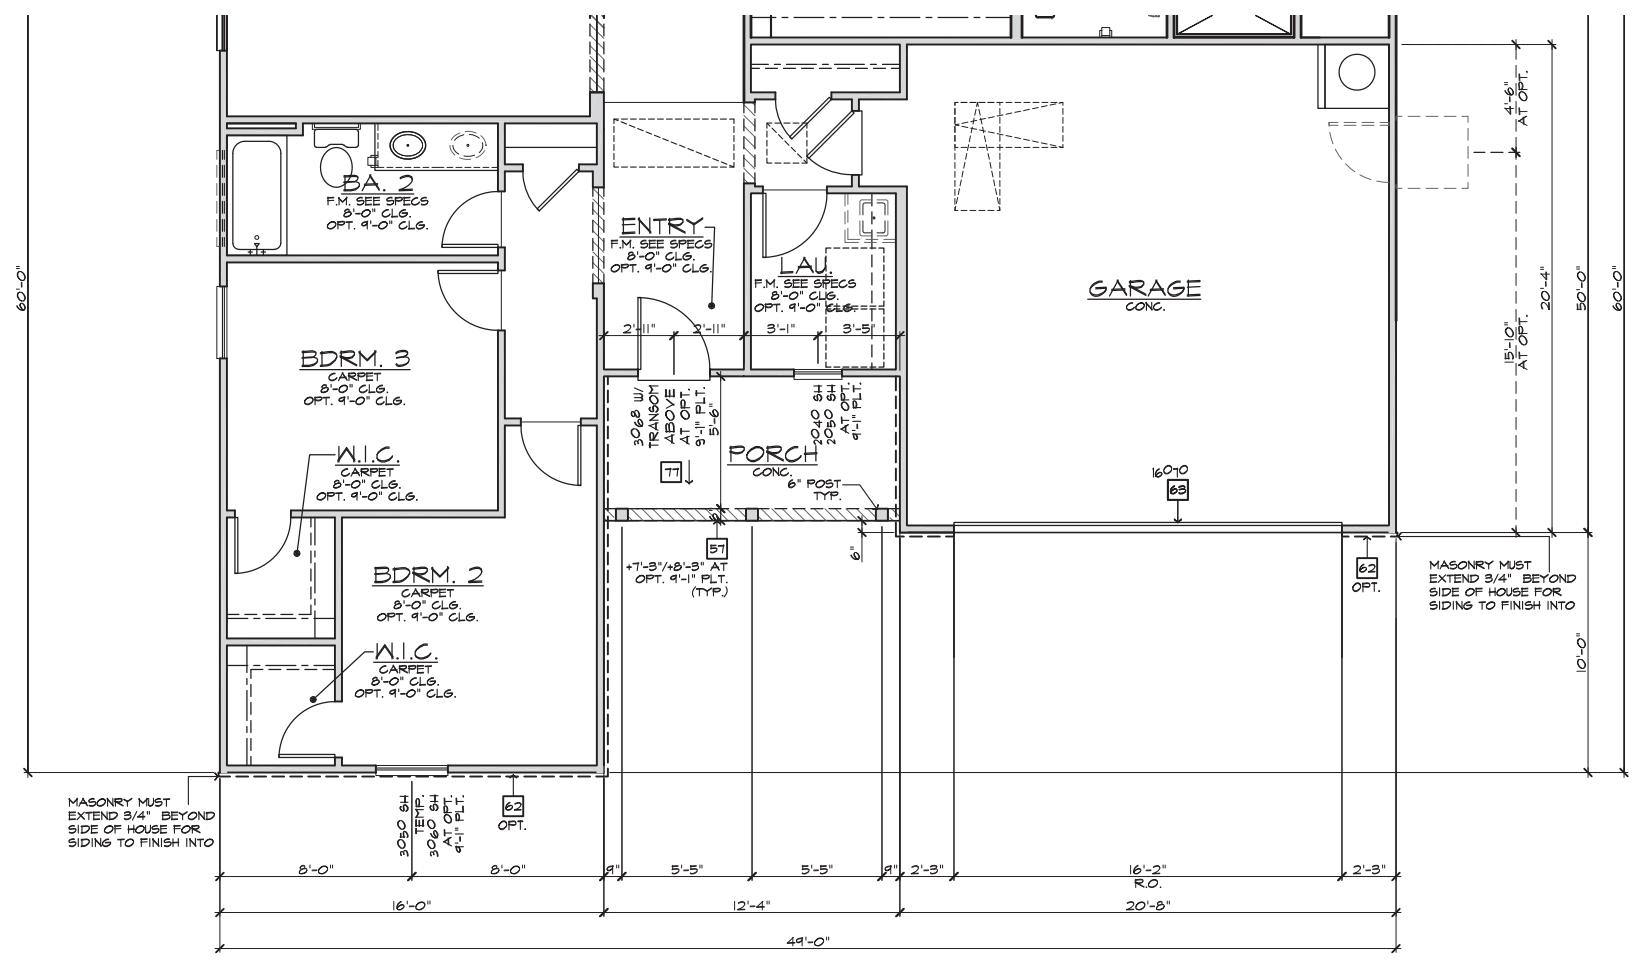 BA. 2
F.M. SEE SPECS
8'-0" CLG.
OPT. 9'-0" CLG.
ENTRY
F.M. SEE SPECS
8'-0" CLG.
OPT. 9'-0" CLG.
LAU.
F.M. SEE SPECS
8'-0" CLG.
OPT. 9'-0" CLG.
GARAGE
CONC.
4'-6"
AT OPT.
20'-4"
50'-0"
60'-0"
15'-10"
AT OPT.
60'-0"
2'-11"
2'-11"
3'-1"
3'-5"
BDRM. 3
CARPET
8'-0" CLG.
OPT. 9'-0" CLG.
W.I.C.
CARPET
8'-0" CLG.
OPT. 9'-0" CLG.
3068 W/
TRANSOM
ABOVE
AT OPT.
9'-1" PLT.
5'-6"
2040 SH
2050 SH
AT OPT.
9'-1" PLT.
PORCH
CONC.
77
6" POST
TYP.
16070
63
6"
57
+7'-3"/+8'-3" AT
OPT. 9'-1" PLT.
(TYP.)
BDRM. 2
CARPET
8'-0" CLG.
OPT. 9'-0" CLG.
W.I.C.
CARPET
8'-0" CLG.
OPT. 9'-0" CLG.
62
OPT.
MASONRY MUST
EXTEND 3/4" BEYOND
SIDE OF HOUSE FOR
SIDING TO FINISH INTO
10'-0"
MASONRY MUST
EXTEND 3/4" BEYOND
SIDE OF HOUSE FOR
SIDING TO FINISH INTO
3050 SH
TEMP.
3060 SH
AT OPT.
9'-1" PLT.
62
OPT.
8'-0"
8'-0"
9"
5'-5"
5'-5"
9"
2'-3"
16'-2"
R.O.
2'-3"
16'-0"
12'-4"
20'-8"
49'-0"